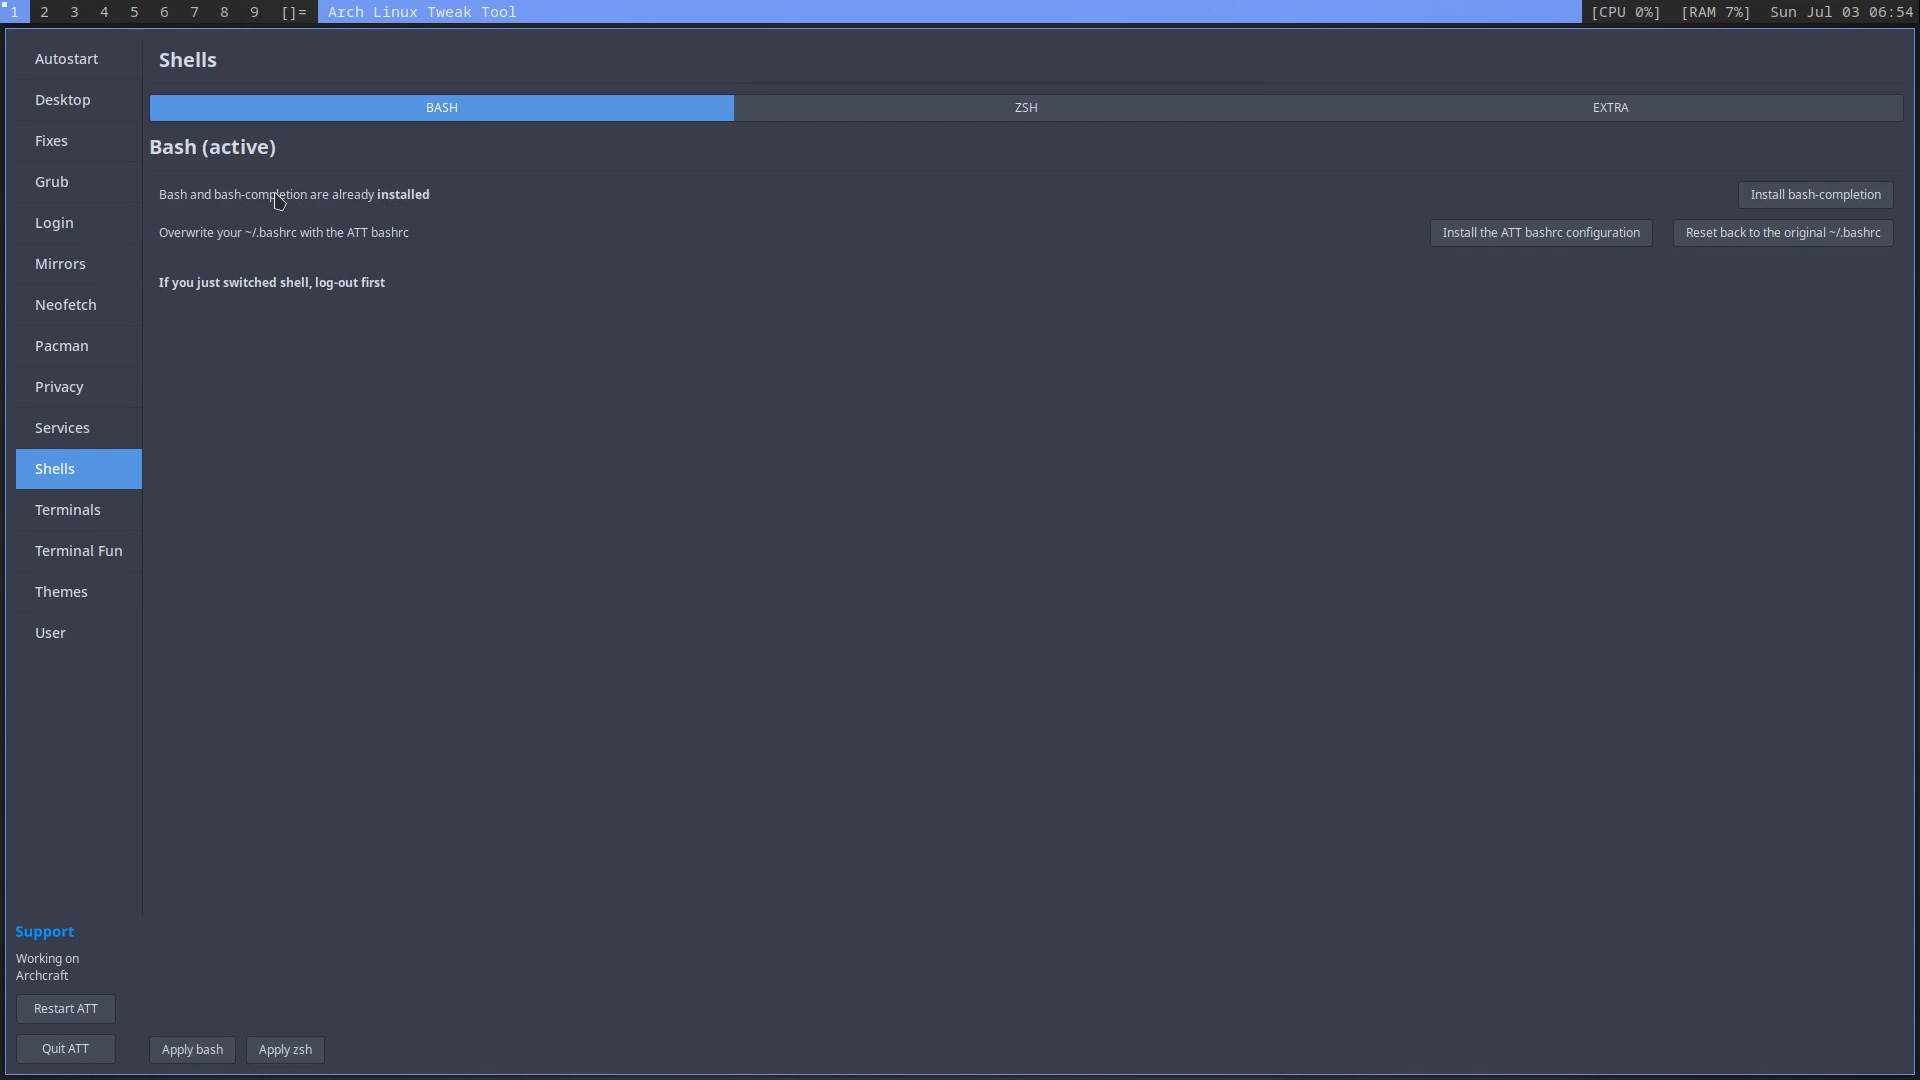 1 2 3 4 5 6 7 8 9 []= Arch Linux Tweak Tool [CPU 0%] [RAM 7%] Sun Jul 03 06:54
Autostart
Desktop
Fixes
Grub
Login
Mirrors
Neofetch
Pacman
Privacy
Services
Shells
Terminals
Terminal Fun
Themes
User
Support
Working on
Archcraft
Restart ATT
Quit ATT
Shells
BASH ZSH EXTRA
Bash (active)
Bash and bash-completion are already installed Install bash-completion
Overwrite your ~/.bashrc with the ATT bashrc Install the ATT bashrc configuration Reset back to the original ~/.bashrc
If you just switched shell, log-out first
Apply bash Apply zsh